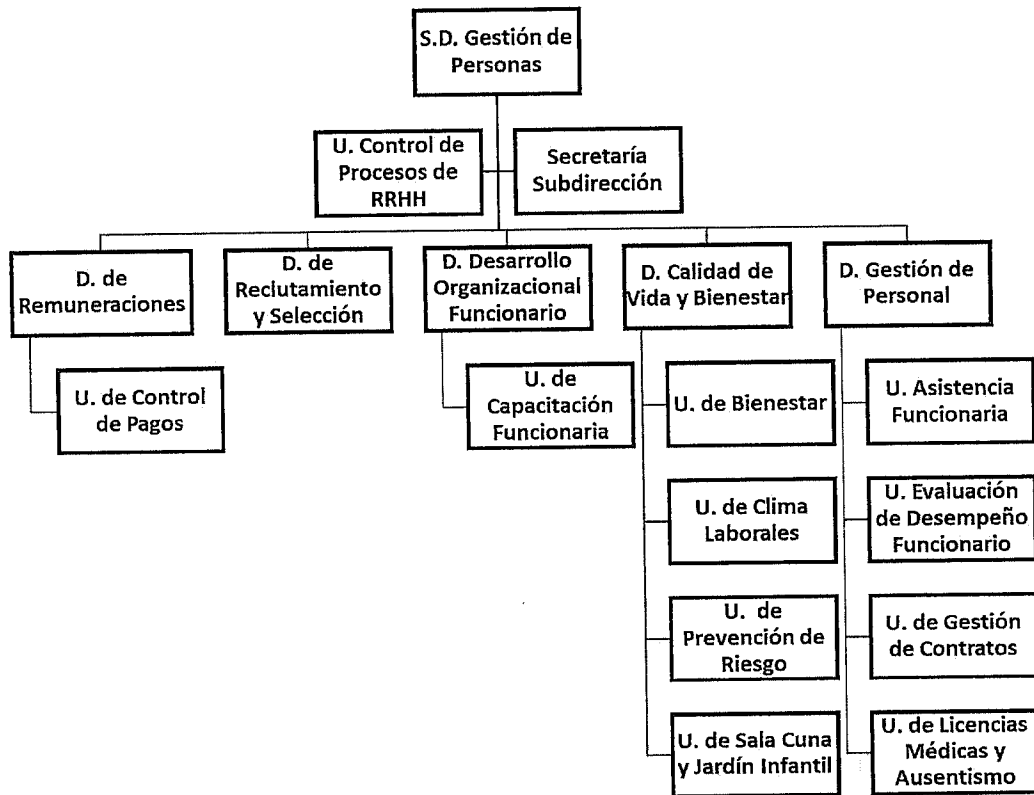 S.D. Gestión de
Personas
U. Control de
Procesos de
RRHH
Secretaría
Subdirección
D. de
Remuneraciones
D. de
Reclutamiento
y Selección
D. Desarrollo
Organizacional
Funcionario
D. Calidad de
Vida y Bienestar
D. Gestión de
Personal
U. de Control
de Pagos
U. de
Capacitación
Funcionaria
U. de Bienestar
U. de Clima
Laborales
U. de
Prevención de
Riesgo
U. de Sala Cuna
y Jardín Infantil
U. Asistencia
Funcionaria
U. Evaluación
de Desempeño
Funcionario
U. de Gestión
de Contratos
U. de Licencias
Médicas y
Ausentismo